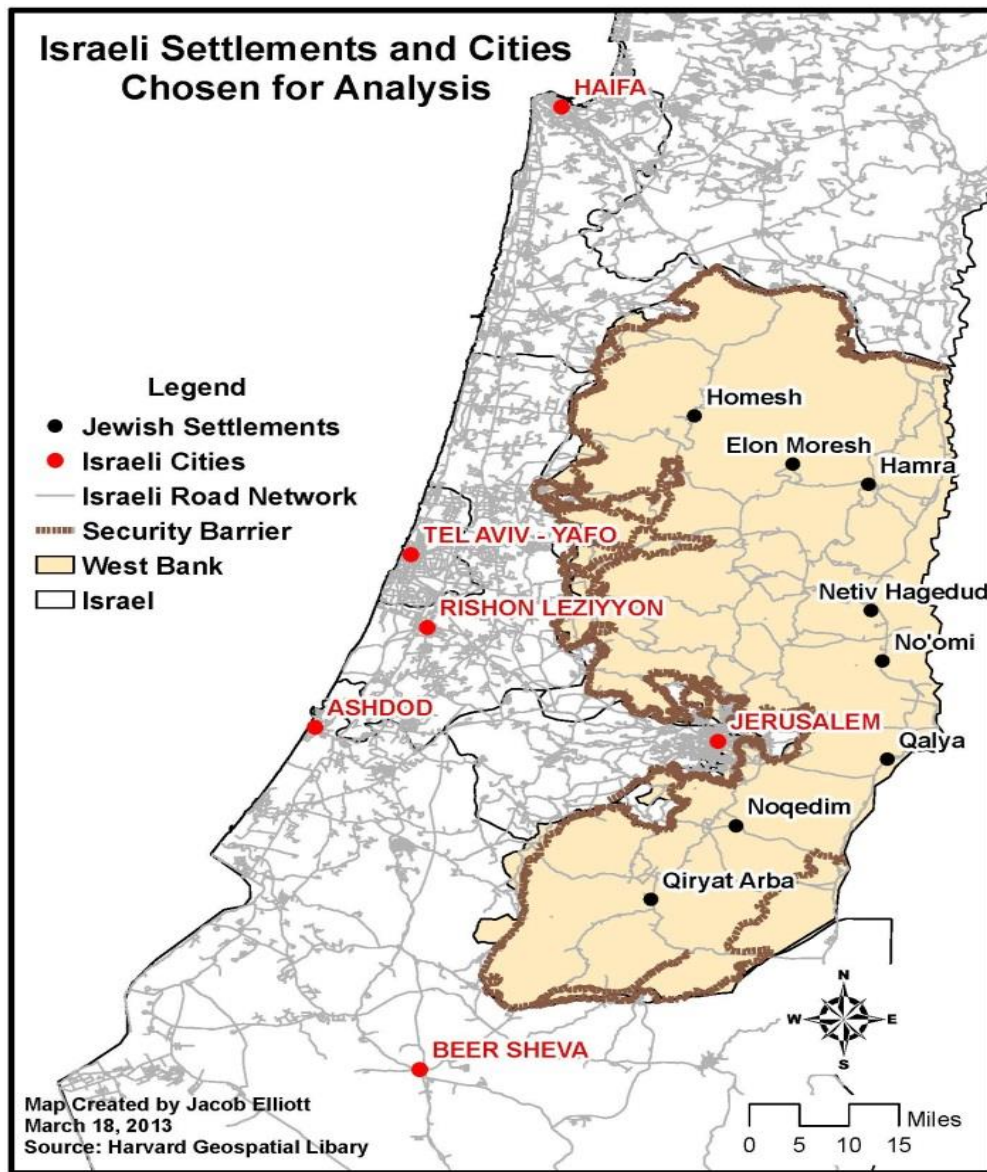 Israeli Settlements and Cities
Chosen for Analysis
HAIFA
Legend
Jewish Settlements
Israeli Cities
Israeli Road Network
Security Barrier
West Bank
Israel
Homesh
Elon Moresh
Hamra
TEL AVIV - YAFO
RISHON LEZIYYON
Netiv Hagedud
No'omi
ASHDOD
JERUSALEM
Qalya
Noqedim
Qiryat Arba
BEER SHEVA
N
W E
S
Map Created by Jacob Elliott
March 18, 2013
Source: Harvard Geospatial Libary
Miles
0 5 10 15